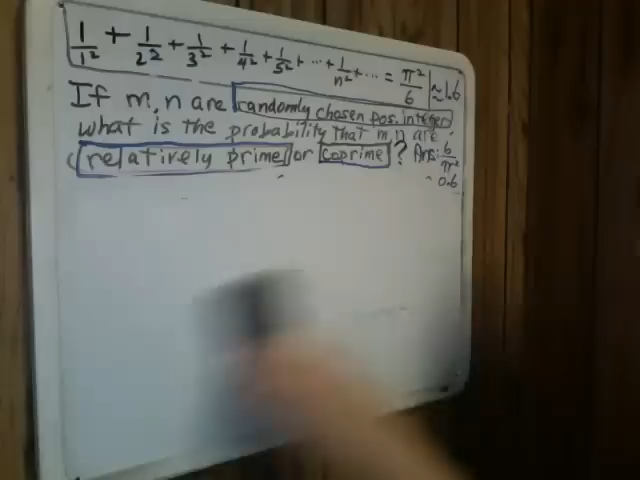 1/1² + 1/2² + 1/3² + 1/4² + 1/5² + ... + 1/n² + ... = π²/6 ≈ 1.6
If m, n are randomly chosen pos. integers
what is the probability that m, n are
relatively prime or coprime? Ans: 6/π²
~ 0.6